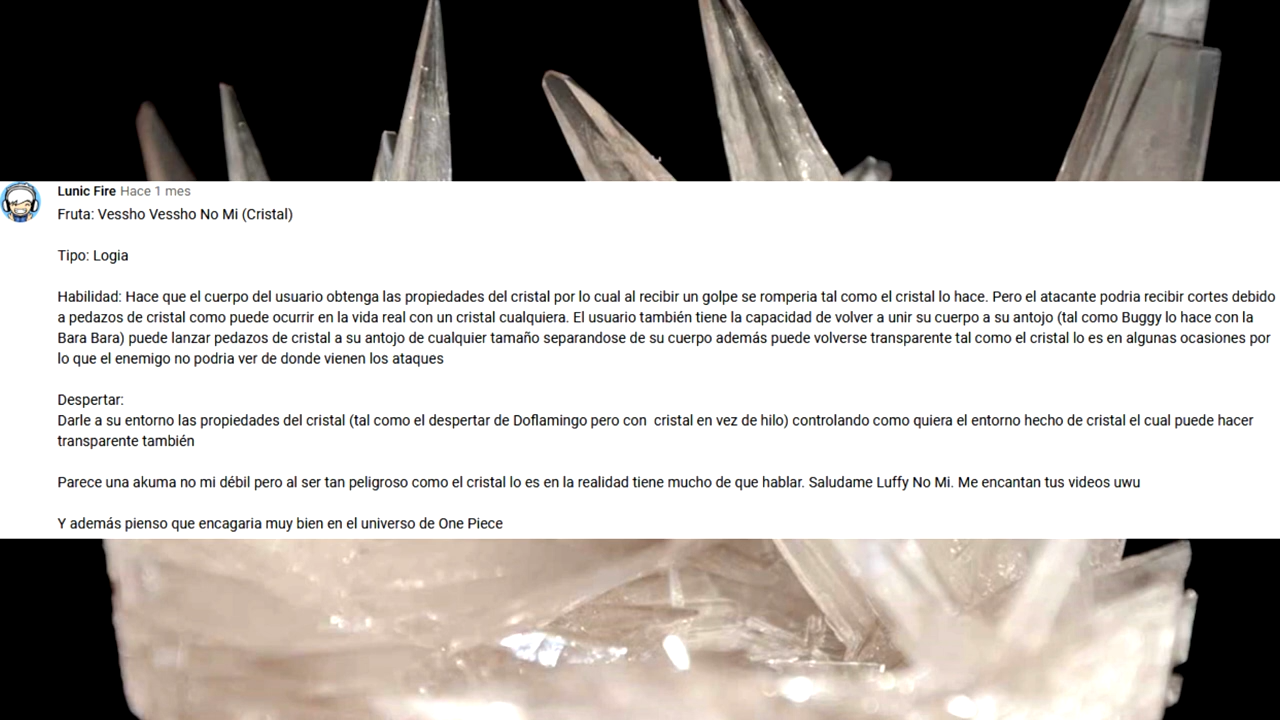 Lunic Fire Hace 1 mes
Fruta: Vessho Vessho No Mi (Cristal)
Tipo: Logia
Habilidad: Hace que el cuerpo del usuario obtenga las propiedades del cristal por lo cual al recibir un golpe se romperia tal como el cristal lo hace. Pero el atacante podria recibir cortes debido
a pedazos de cristal como puede ocurrir en la vida real con un cristal cualquiera. El usuario también tiene la capacidad de volver a unir su cuerpo a su antojo (tal como Buggy lo hace con la
Bara Bara) puede lanzar pedazos de cristal a su antojo de cualquier tamaño separandose de su cuerpo además puede volverse transparente tal como el cristal lo es en algunas ocasiones por
lo que el enemigo no podria ver de donde vienen los ataques
Despertar:
Darle a su entorno las propiedades del cristal (tal como el despertar de Doflamingo pero con  cristal en vez de hilo) controlando como quiera el entorno hecho de cristal el cual puede hacer
transparente también
Parece una akuma no mi débil pero al ser tan peligroso como el cristal lo es en la realidad tiene mucho de que hablar. Saludame Luffy No Mi. Me encantan tus videos uwu
Y además pienso que encagaria muy bien en el universo de One Piece